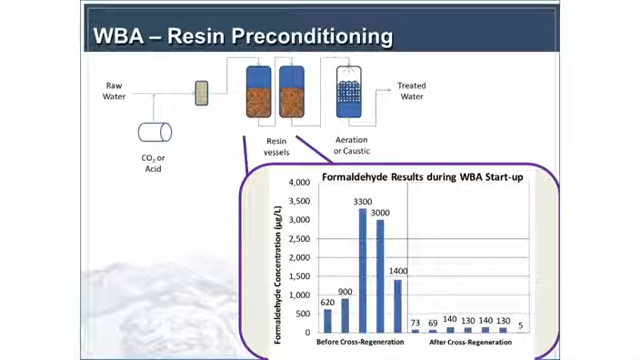 WBA – Resin Preconditioning
Raw
Water
CO₂ or
Acid
Resin
vessels
Aeration
or Caustic
Treated
Water
Formaldehyde Results during WBA Start-up
Formaldehyde Concentration (µg/L)
4,000
3,500
3,000
2,500
2,000
1,500
1,000
500
0
620
900
3300
3000
1400
73
69
140
130
140
130
5
Before Cross-Regeneration
After Cross-Regeneration